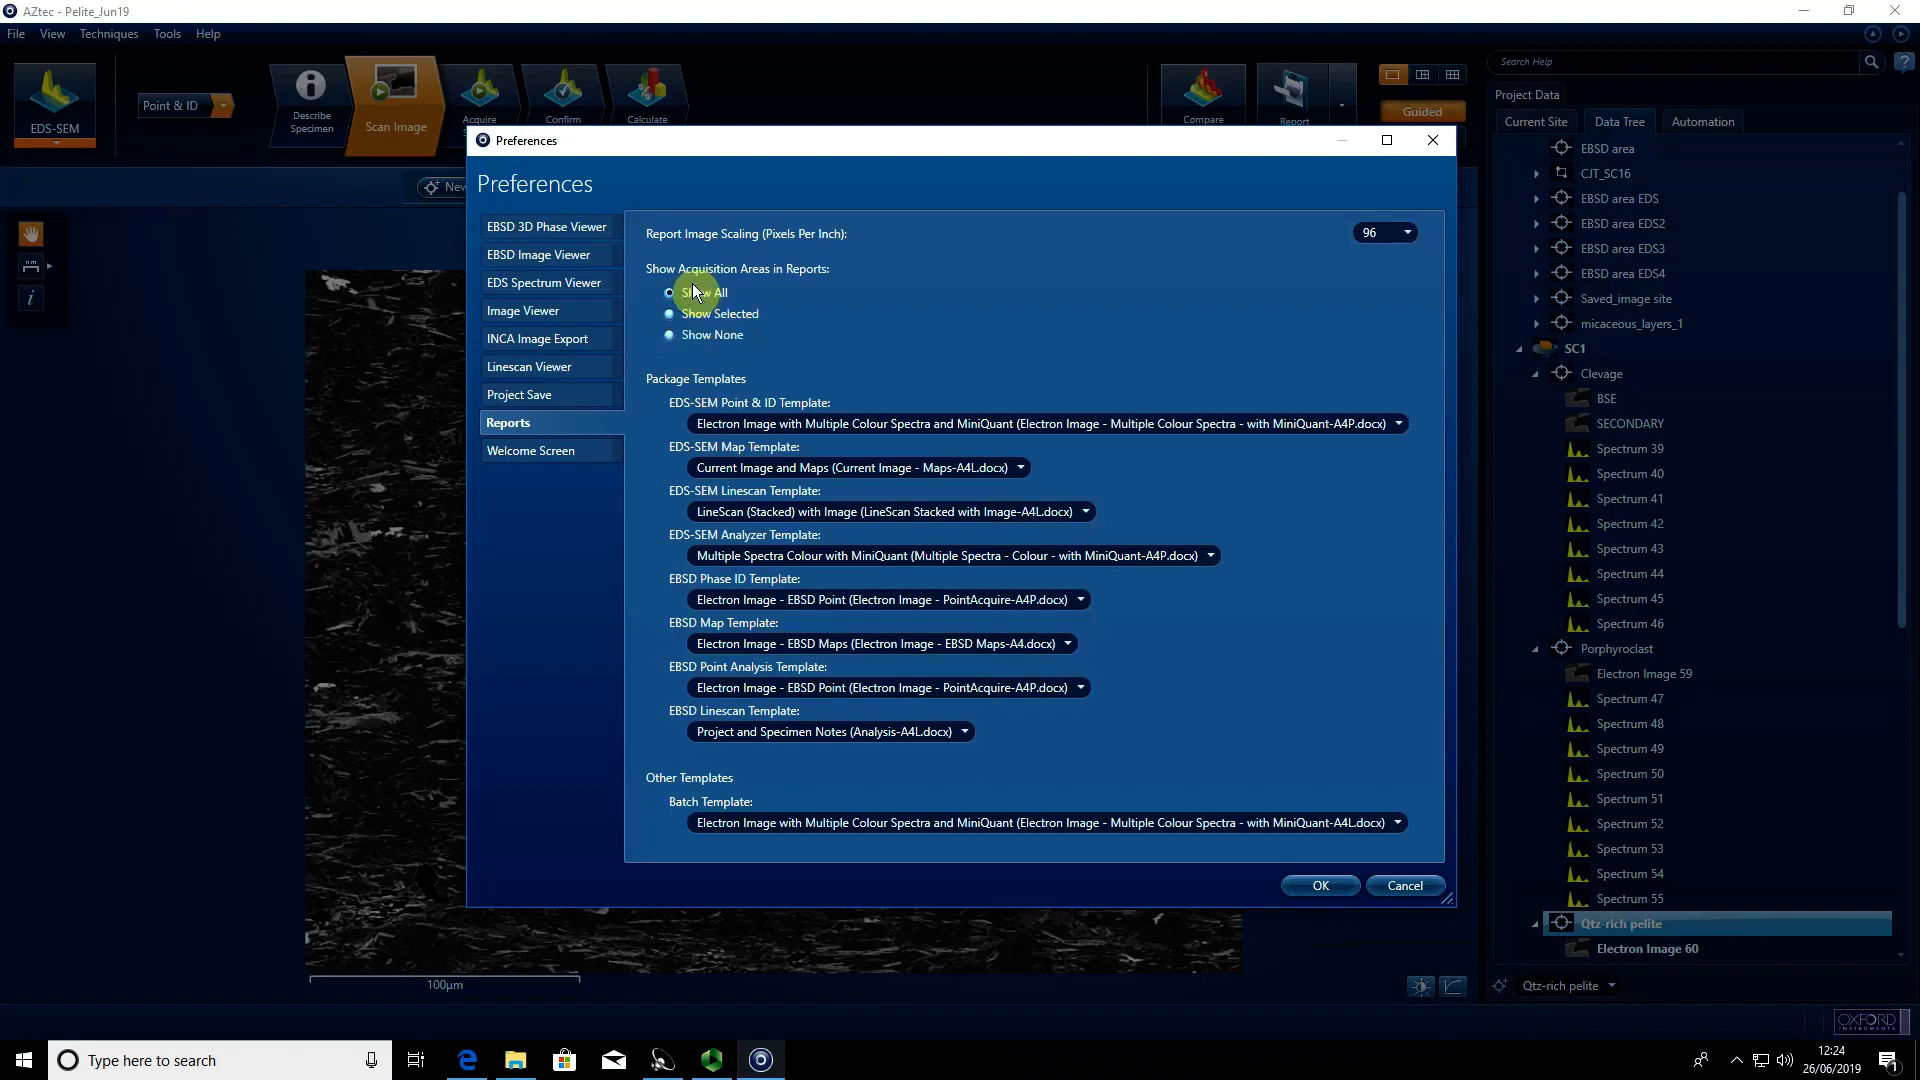 AZtec - Pelite_Jun19
File View Techniques Tools Help
Search Help
EDS-SEM
Point & ID
Describe
Specimen
Scan Image
Acquire
Confirm
Calculate
Compare
Report
Guided
Project Data
Current Site
Data Tree
Automation
New
Preferences
Preferences
EBSD 3D Phase Viewer
EBSD Image Viewer
EDS Spectrum Viewer
Image Viewer
INCA Image Export
Linescan Viewer
Project Save
Reports
Welcome Screen
Report Image Scaling (Pixels Per Inch):
96
Show Acquisition Areas in Reports:
Show All
Show Selected
Show None
Package Templates
EDS-SEM Point & ID Template:
Electron Image with Multiple Colour Spectra and MiniQuant (Electron Image - Multiple Colour Spectra - with MiniQuant-A4P.docx)
EDS-SEM Map Template:
Current Image and Maps (Current Image - Maps-A4L.docx)
EDS-SEM Linescan Template:
LineScan (Stacked) with Image (LineScan Stacked with Image-A4L.docx)
EDS-SEM Analyzer Template:
Multiple Spectra Colour with MiniQuant (Multiple Spectra - Colour - with MiniQuant-A4P.docx)
EBSD Phase ID Template:
Electron Image - EBSD Point (Electron Image - PointAcquire-A4P.docx)
EBSD Map Template:
Electron Image - EBSD Maps (Electron Image - EBSD Maps-A4.docx)
EBSD Point Analysis Template:
Electron Image - EBSD Point (Electron Image - PointAcquire-A4P.docx)
EBSD Linescan Template:
Project and Specimen Notes (Analysis-A4L.docx)
Other Templates
Batch Template:
Electron Image with Multiple Colour Spectra and MiniQuant (Electron Image - Multiple Colour Spectra - with MiniQuant-A4L.docx)
OK
Cancel
EBSD area
CJT_SC16
EBSD area EDS
EBSD area EDS2
EBSD area EDS3
EBSD area EDS4
Saved_image site
micaceous_layers_1
SC1
Clevage
BSE
SECONDARY
Spectrum 39
Spectrum 40
Spectrum 41
Spectrum 42
Spectrum 43
Spectrum 44
Spectrum 45
Spectrum 46
Porphyroclast
Electron Image 59
Spectrum 47
Spectrum 48
Spectrum 49
Spectrum 50
Spectrum 51
Spectrum 52
Spectrum 53
Spectrum 54
Spectrum 55
Qtz-rich pelite
Electron Image 60
Qtz-rich pelite
100µm
OXFORD
INSTRUMENTS
Type here to search
12:24
26/06/2019
1